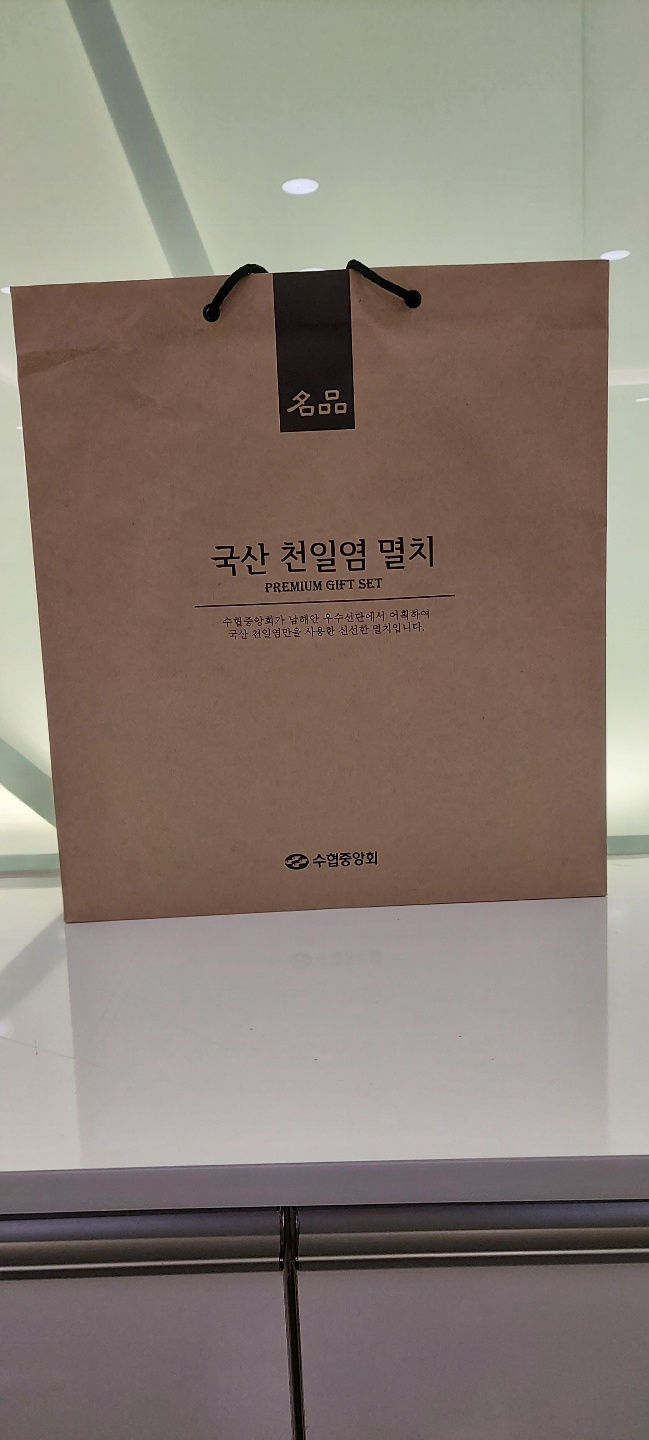 名品
국산 천일염 멸치
PREMIUM GIFT SET
수협중앙회가 남해안 우수선단에서 어획하여
국산 천일염만을 사용한 신선한 멸치입니다.
수협중앙회